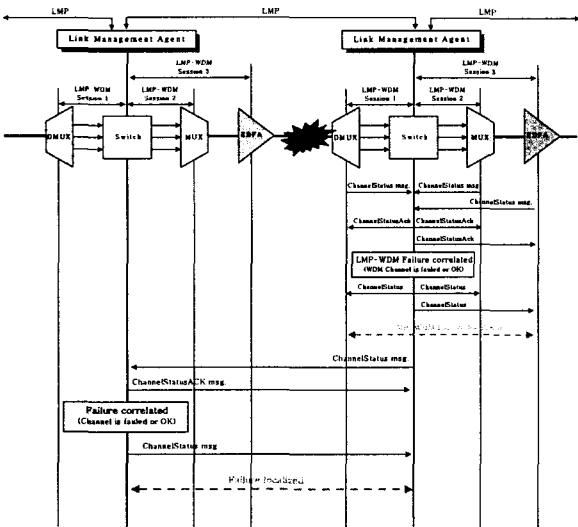 LMP LMP LMP
Link Management Agent Link Management Agent
LMP-WDM Session 3 LMP-WDM Session 3
LMP-WDM Session 1 LMP-WDM Session 2 LMP-WDM Session 1 LMP-WDM Session 2
DMUX Switch MUX EDFA DMUX Switch MUX EDFA
ChannelStatus msg. ChannelStatus msg
ChannelStatus msg.
ChannelStatusAck ChannelStatusAck
ChannelStatusAck
LMP-WDM Failure correlated
(WDM Channel is fauled or OK)
ChannelStatus ChannelStatus
ChannelStatus
ChannelStatus msg.
ChannelStatusACK msg.
Failure correlated
(Channel is fauled or OK)
ChannelStatus msg
Failure localized